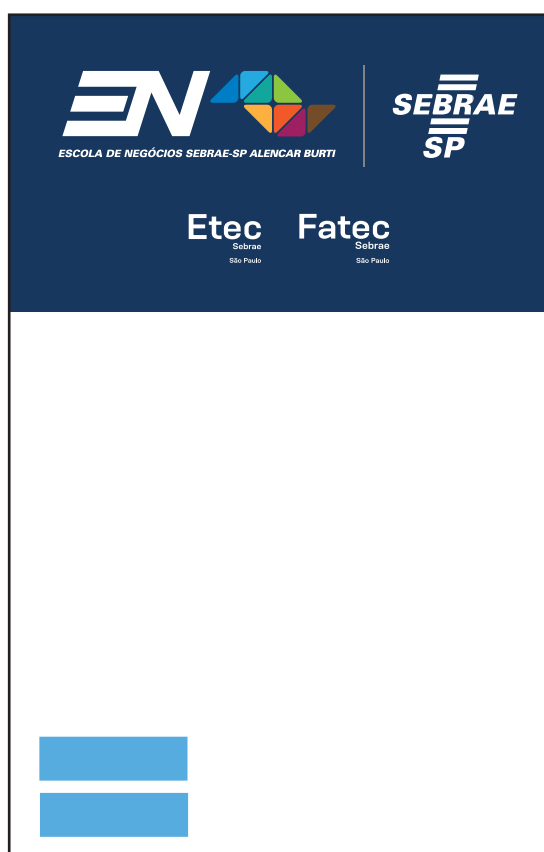 EN
ESCOLA DE NEGÓCIOS SEBRAE-SP ALENCAR BURTI
SEBRAE
SP
Etec
Sebrae
São Paulo
Fatec
Sebrae
São Paulo